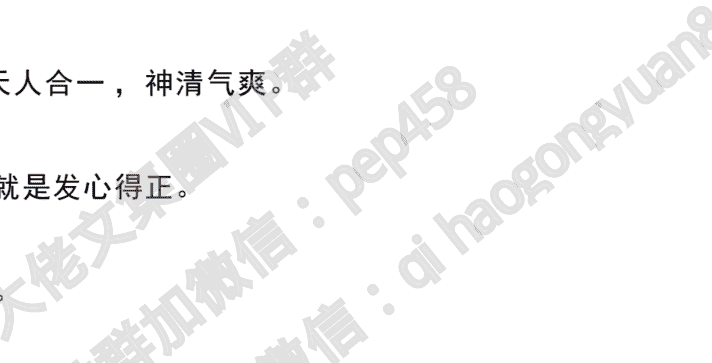 天人合一，神清气爽。
就是发心得正。
。
大佬文集圈VIP群
群加微信：pep458
微信：qi haogongyuan8